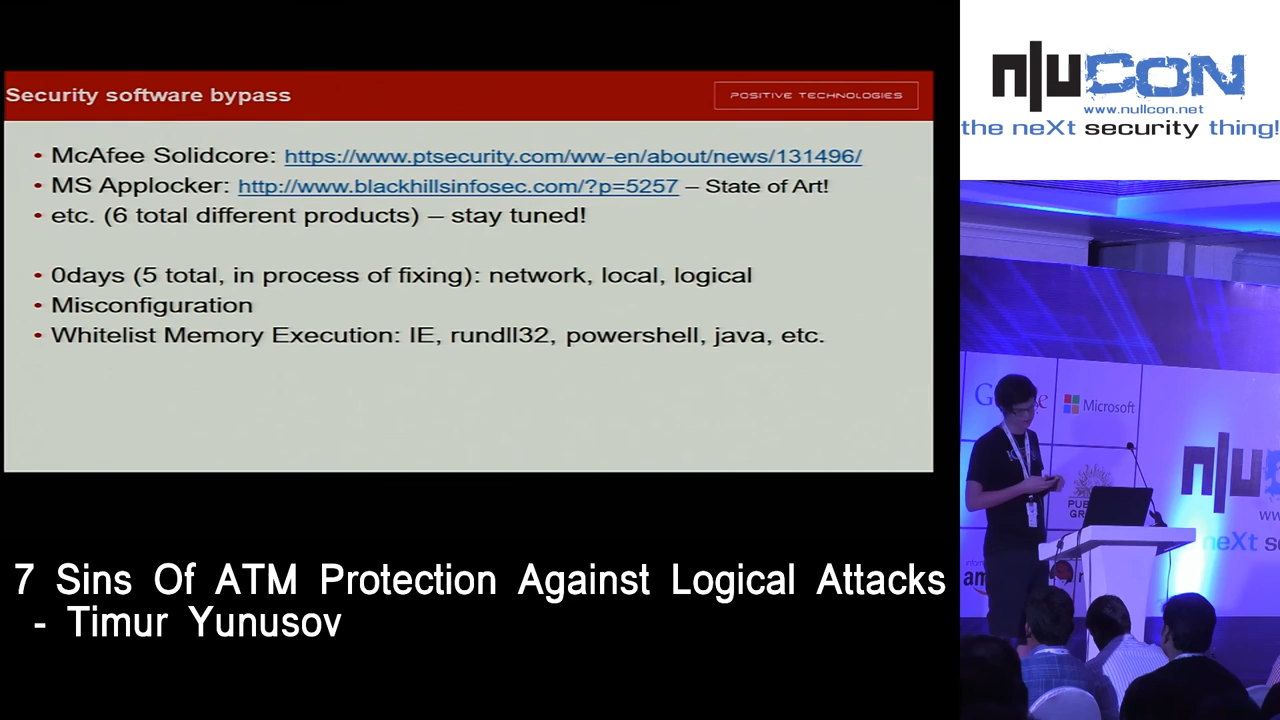 Security software bypass
POSITIVE TECHNOLOGIES
• McAfee Solidcore: https://www.ptsecurity.com/ww-en/about/news/131496/
• MS Applocker: http://www.blackhillsinfosec.com/?p=5257 – State of Art!
• etc. (6 total different products) – stay tuned!
• 0days (5 total, in process of fixing): network, local, logical
• Misconfiguration
• Whitelist Memory Execution: IE, rundll32, powershell, java, etc.
7 Sins Of ATM Protection Against Logical Attacks
- Timur Yunusov
n|uCON
www.nullcon.net
the neXt security thing!
Microsoft
n|u
neXt